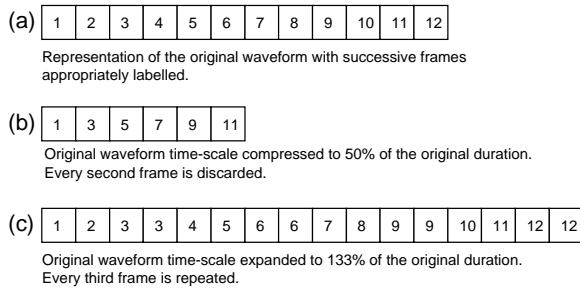 (a) 1 2 3 4 5 6 7 8 9 10 11 12
Representation of the original waveform with successive frames
appropriately labelled.
(b) 1 3 5 7 9 11
Original waveform time-scale compressed to 50% of the original duration.
Every second frame is discarded.
(c) 1 2 3 3 4 5 6 6 7 8 9 9 10 11 12 12
Original waveform time-scale expanded to 133% of the original duration.
Every third frame is repeated.